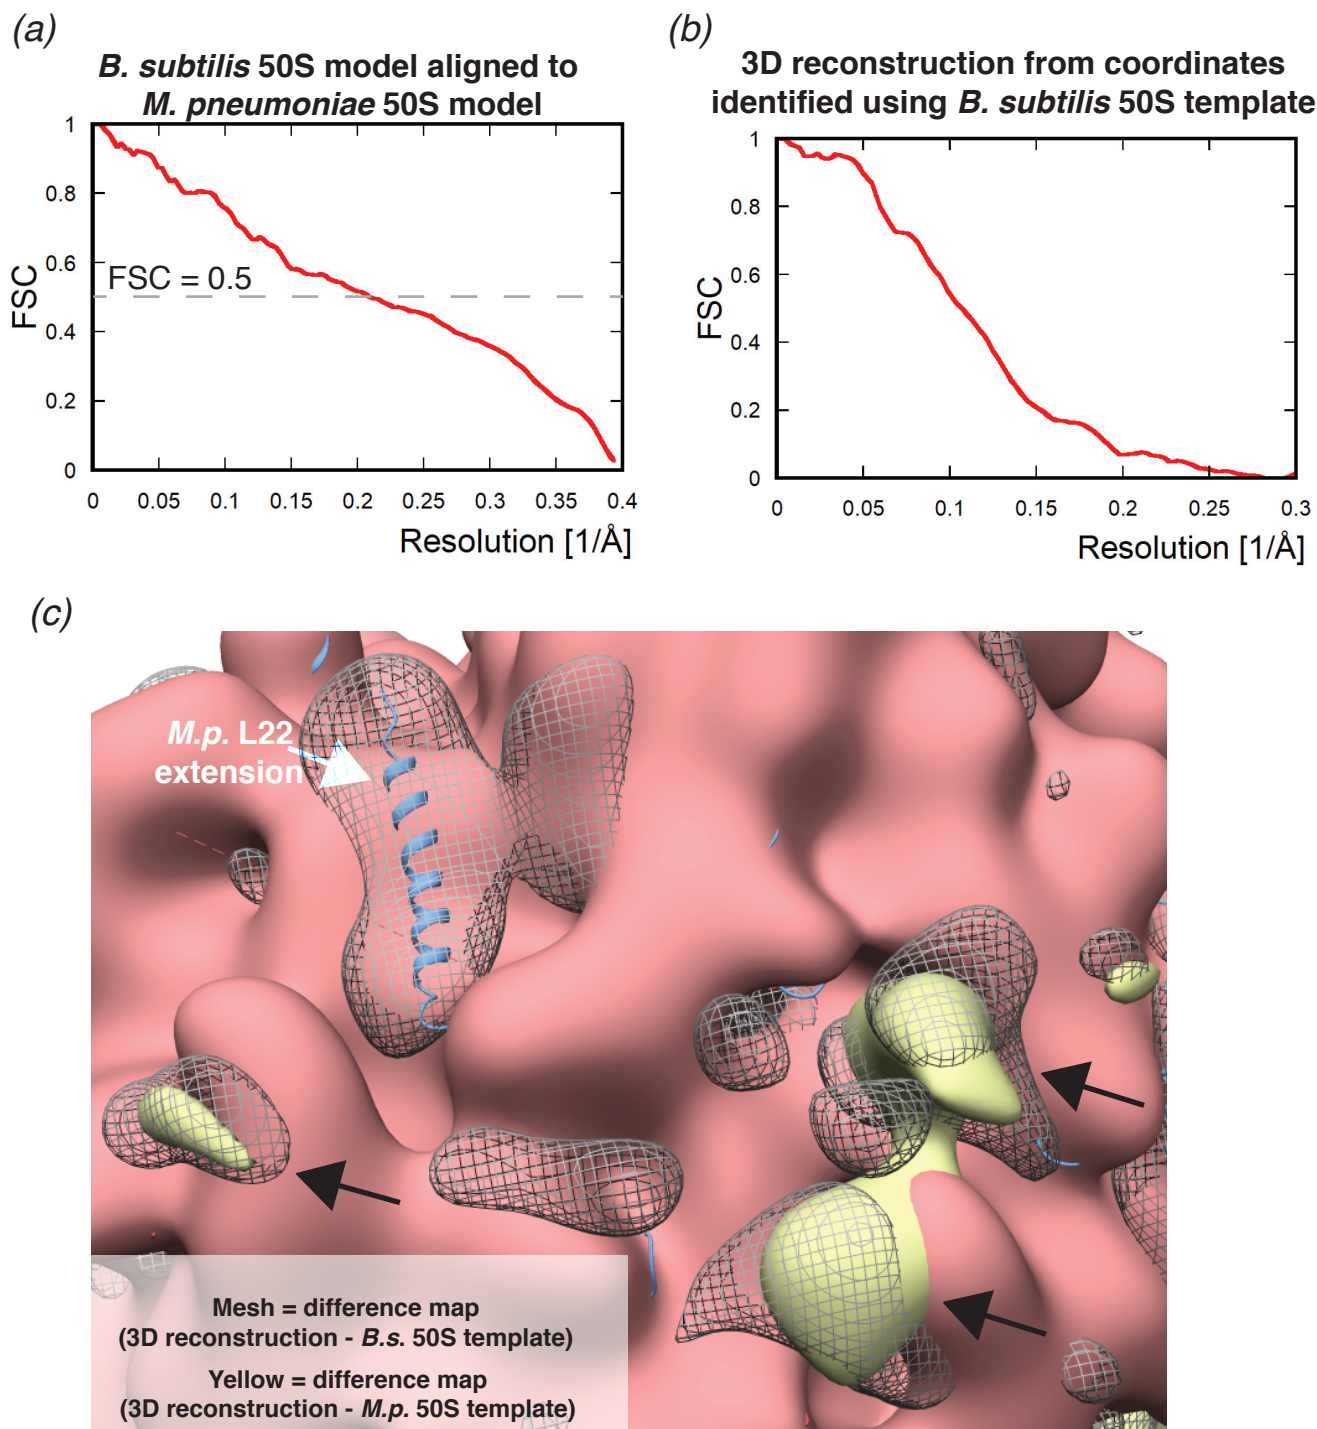 (a)
B. subtilis 50S model aligned to
M. pneumoniae 50S model
1
0.8
0.6
0.4
0.2
0
FSC
FSC = 0.5
0 0.05 0.1 0.15 0.2 0.25 0.3 0.35 0.4
Resolution [1/Å]
(b)
3D reconstruction from coordinates
identified using B. subtilis 50S template
1
0.8
0.6
0.4
0.2
0
FSC
0 0.05 0.1 0.15 0.2 0.25 0.3
Resolution [1/Å]
(c)
M.p. L22
extension
Mesh = difference map
(3D reconstruction - B.s. 50S template)
Yellow = difference map
(3D reconstruction - M.p. 50S template)